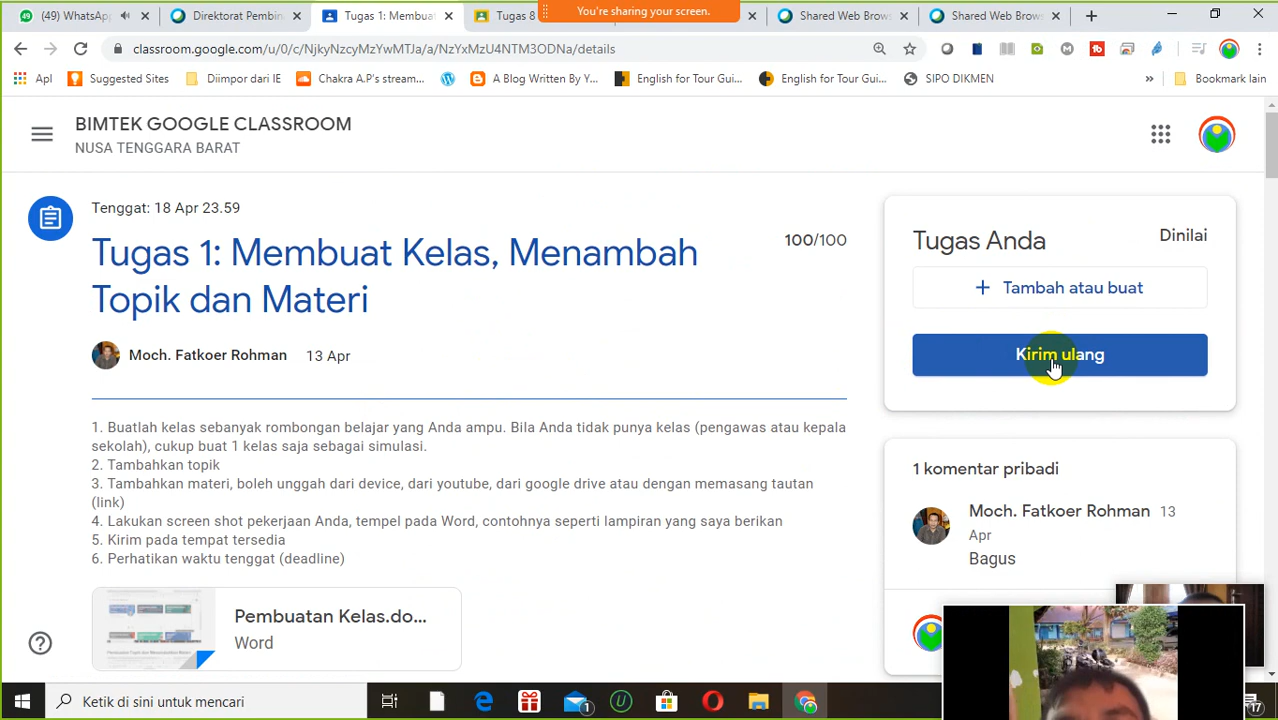 (49) WhatsApp
Direktorat Pembin
Tugas 1: Membuat
Tugas 8
You're sharing your screen.
Shared Web Brows
Shared Web Brows
classroom.google.com/u/0/c/NjkyNzcyMzYwMTJa/a/NzYxMzU4NTM3ODNa/details
Apl
Suggested Sites
Diimpor dari IE
Chakra A.P's stream...
A Blog Written By Y...
English for Tour Gui...
English for Tour Gui...
SIPO DIKMEN
»
Bookmark lain
BIMTEK GOOGLE CLASSROOM
NUSA TENGGARA BARAT
Tenggat: 18 Apr 23.59
Tugas 1: Membuat Kelas, Menambah
Topik dan Materi
100/100
Moch. Fatkoer Rohman 13 Apr
1. Buatlah kelas sebanyak rombongan belajar yang Anda ampu. Bila Anda tidak punya kelas (pengawas atau kepala
sekolah), cukup buat 1 kelas saja sebagai simulasi.
2. Tambahkan topik
3. Tambahkan materi, boleh unggah dari device, dari youtube, dari google drive atau dengan memasang tautan
(link)
4. Lakukan screen shot pekerjaan Anda, tempel pada Word, contohnya seperti lampiran yang saya berikan
5. Kirim pada tempat tersedia
6. Perhatikan waktu tenggat (deadline)
Pembuatan Kelas.do...
Word
Tugas Anda
Dinilai
+ Tambah atau buat
Kirim ulang
1 komentar pribadi
Moch. Fatkoer Rohman 13
Apr
Bagus
Ketik di sini untuk mencari
1
17